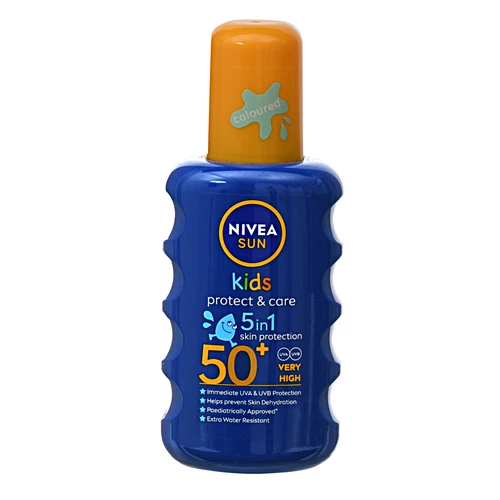 coloured
NIVEA
SUN
kids
protect & care
5in1
skin protection
50+
UVA UVB
VERY
HIGH
Immediate UVA & UVB Protection
Helps prevent Skin Dehydration
Paediatrically Approved*
Extra Water Resistant